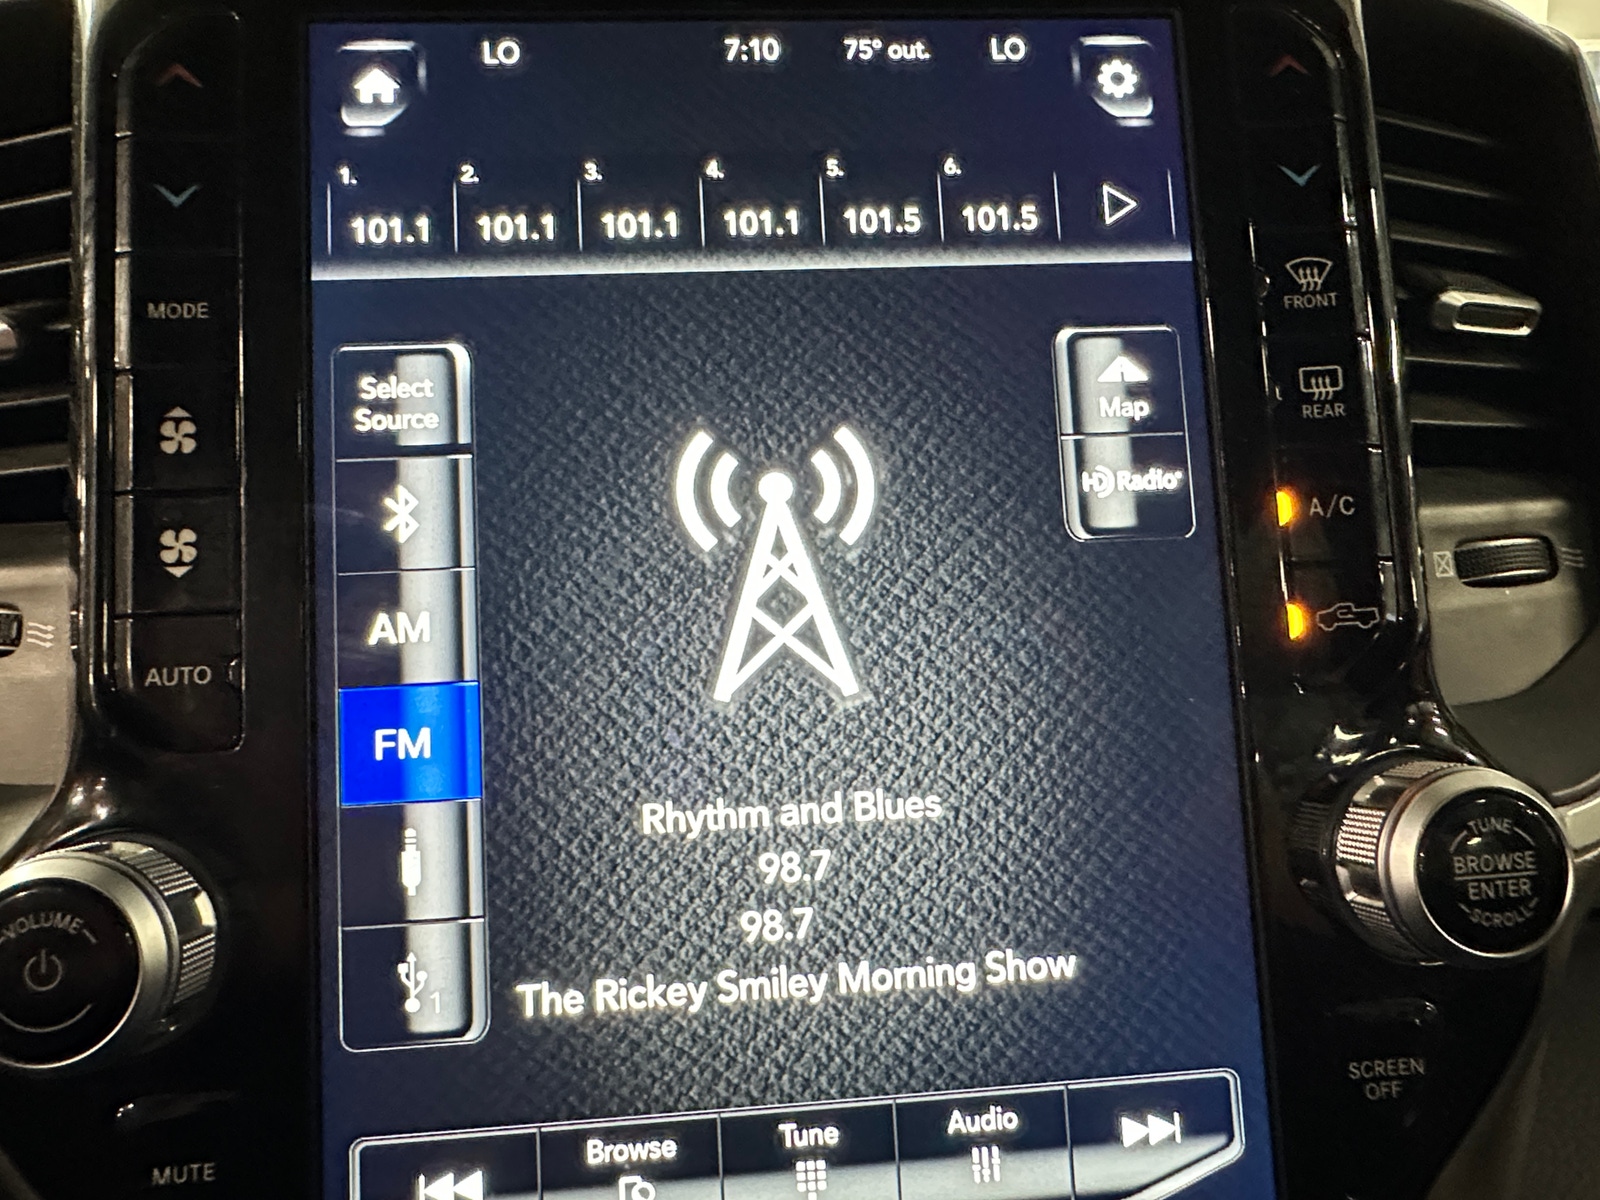 LO 7:10 75° out. LO
1. 2. 3. 4. 5. 6.
101.1 101.1 101.1 101.1 101.5 101.5
MODE
AUTO
VOLUME
MUTE
Select
Source
AM
FM
1
Map
HD Radio
Rhythm and Blues
98.7
98.7
The Rickey Smiley Morning Show
Browse Tune Audio
FRONT
REAR
A/C
TUNE
BROWSE
ENTER
SCROLL
SCREEN
OFF